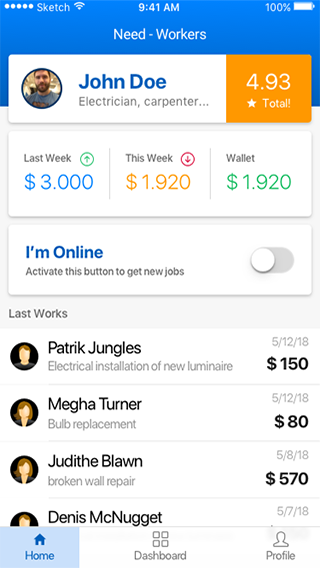 Sketch 9:41 AM 100%
Need - Workers
John Doe
Electrician, carpenter...
4.93
★ Total!
Last Week
$ 3.000
This Week
$ 1.920
Wallet
$ 1.920
I'm Online
Activate this button to get new jobs
Last Works
Patrik Jungles
Electrical installation of new luminaire
5/12/18
$ 150
Megha Turner
Bulb replacement
5/12/18
$ 80
Judithe Blawn
broken wall repair
5/8/18
$ 570
Denis McNugget
5/7/18
Home
Dashboard
Profile